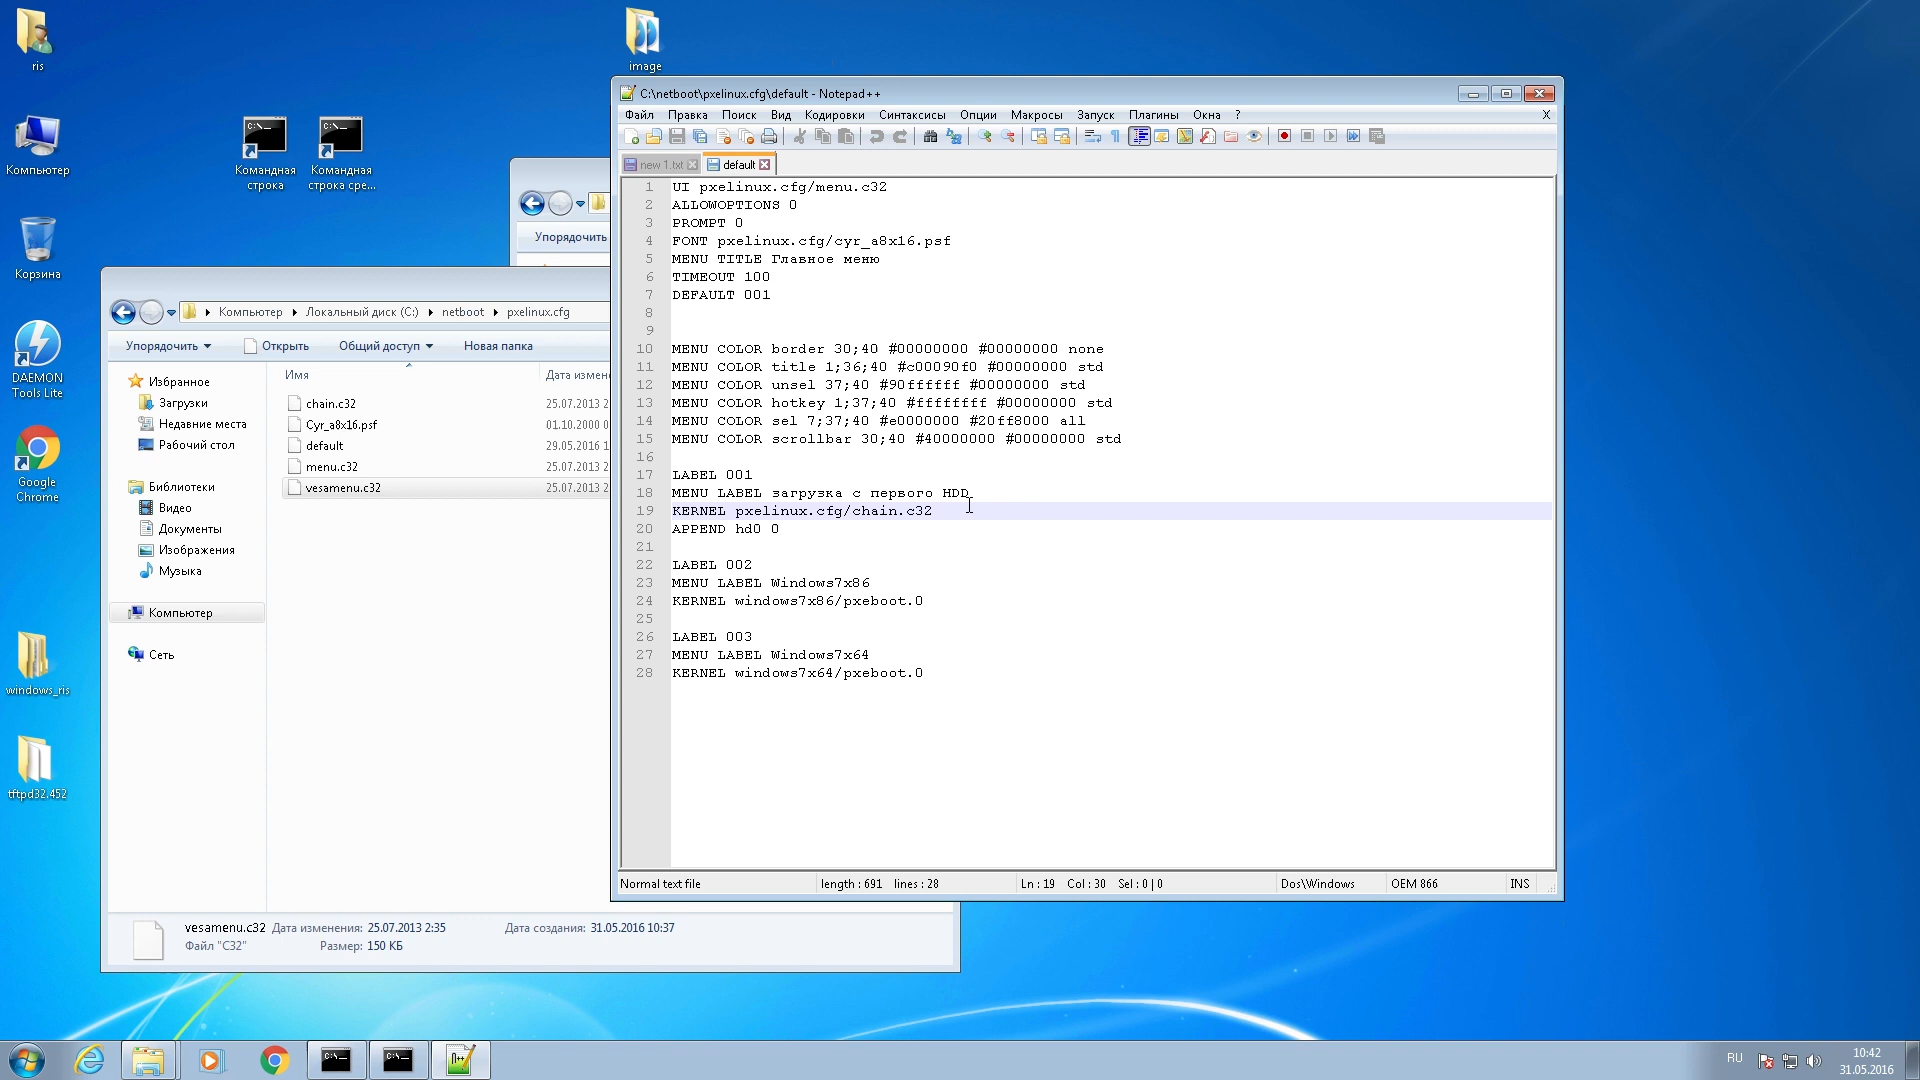 ris
Компьютер
Корзина
DAEMON
Tools Lite
Google
Chrome
windows_ris
tftpd32.452
Командная
строка
Командная
строка сре...
image
Упорядочить
Компьютер
Локальный диск (C:)
netboot
pxelinux.cfg
Упорядочить
Открыть
Общий доступ
Новая папка
Избранное
Загрузки
Недавние места
Рабочий стол
Библиотеки
Видео
Документы
Изображения
Музыка
Компьютер
Сеть
Имя
Дата измене
chain.c32 25.07.2013 2
Cyr_a8x16.psf 01.10.2000 0
default 29.05.2016 1
menu.c32 25.07.2013 2
vesamenu.c32 25.07.2013 2
vesamenu.c32 Дата изменения: 25.07.2013 2:35 Дата создания: 31.05.2016 10:37
Файл "C32" Размер: 150 КБ
C:\netboot\pxelinux.cfg\default - Notepad++
Файл Правка Поиск Вид Кодировки Синтаксисы Опции Макросы Запуск Плагины Окна ? X
new 1.txt default
1 UI pxelinux.cfg/menu.c32
2 ALLOWOPTIONS 0
3 PROMPT 0
4 FONT pxelinux.cfg/cyr_a8x16.psf
5 MENU TITLE Главное меню
6 TIMEOUT 100
7 DEFAULT 001
8
9
10 MENU COLOR border 30;40 #00000000 #00000000 none
11 MENU COLOR title 1;36;40 #c00090f0 #00000000 std
12 MENU COLOR unsel 37;40 #90ffffff #00000000 std
13 MENU COLOR hotkey 1;37;40 #ffffffff #00000000 std
14 MENU COLOR sel 7;37;40 #e0000000 #20ff8000 all
15 MENU COLOR scrollbar 30;40 #40000000 #00000000 std
16
17 LABEL 001
18 MENU LABEL загрузка с первого HDD
19 KERNEL pxelinux.cfg/chain.c32
20 APPEND hd0 0
21
22 LABEL 002
23 MENU LABEL Windows7x86
24 KERNEL windows7x86/pxeboot.0
25
26 LABEL 003
27 MENU LABEL Windows7x64
28 KERNEL windows7x64/pxeboot.0
Normal text file length : 691 lines : 28 Ln : 19 Col : 30 Sel : 0 | 0 Dos\Windows OEM 866 INS
RU
10:42
31.05.2016